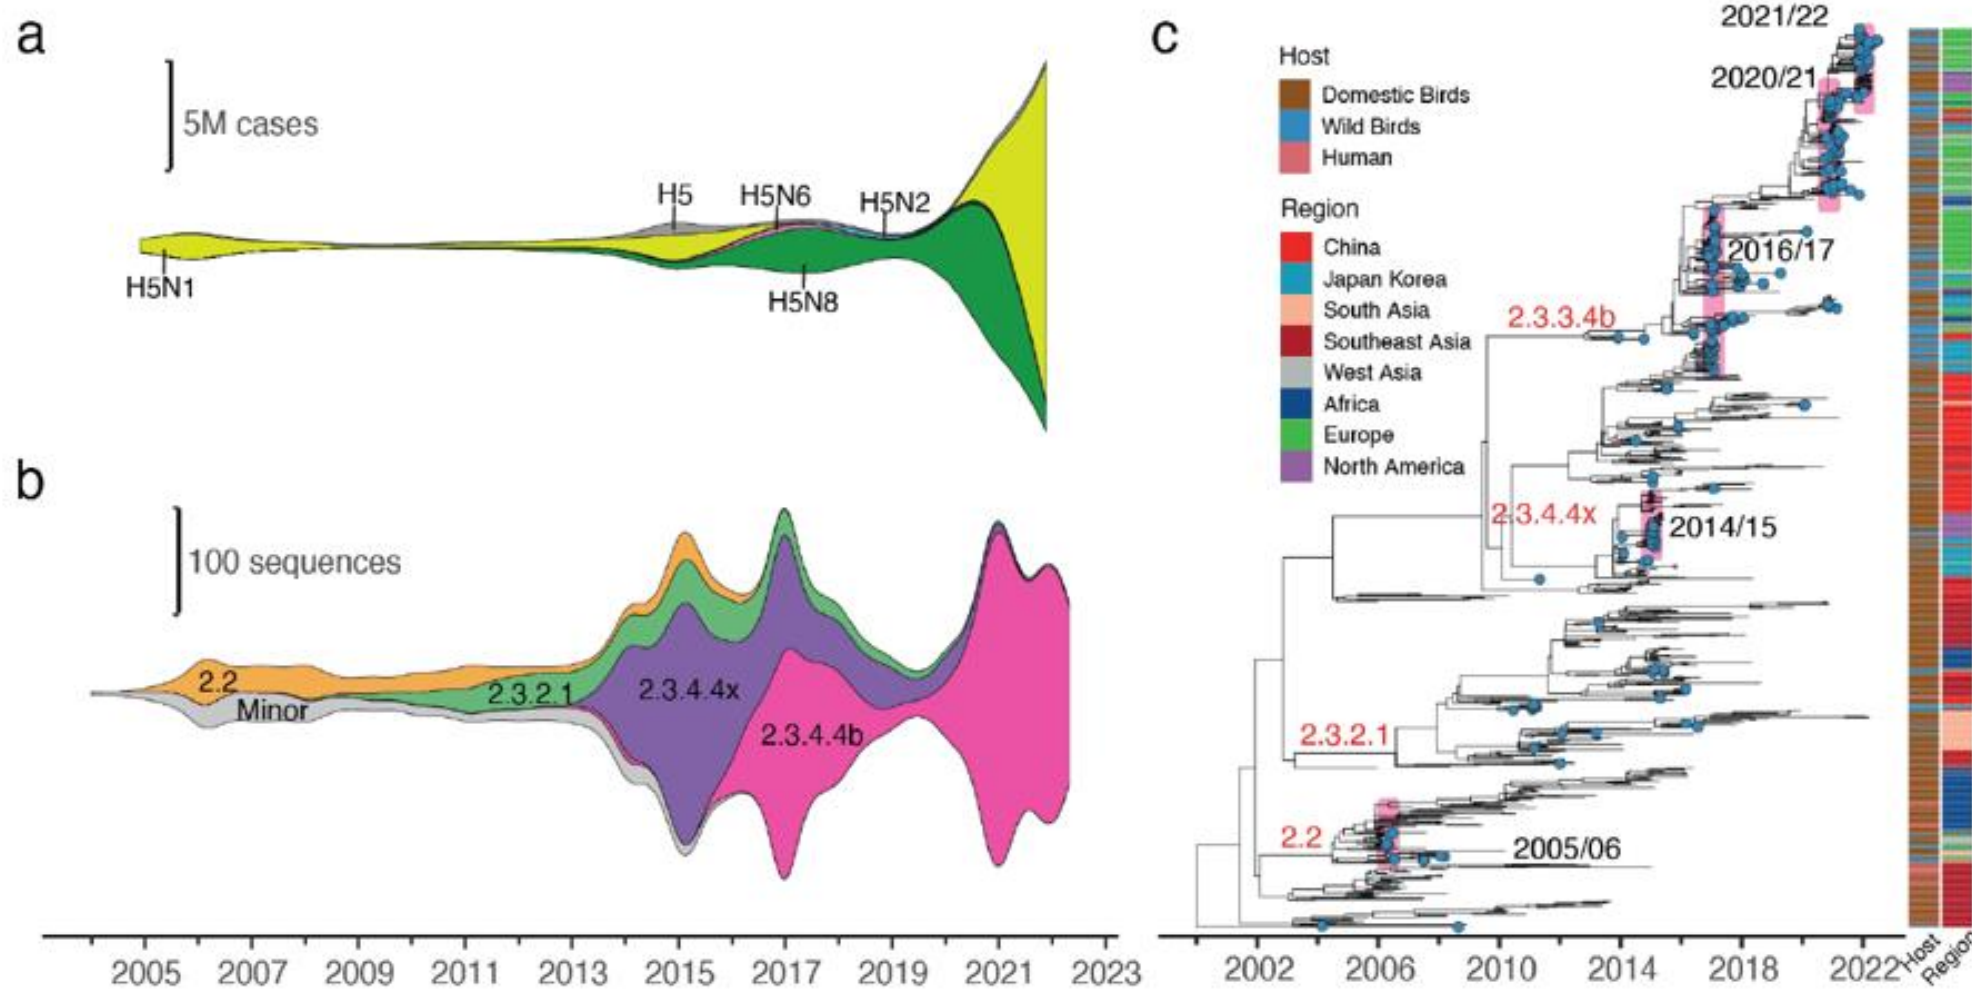 a
5M cases
H5
H5N6
H5N2
H5N1
H5N8
b
100 sequences
2.2
Minor
2.3.2.1
2.3.4.4x
2.3.4.4b
2005 2007 2009 2011 2013 2015 2017 2019 2021 2023
c
Host
Domestic Birds
Wild Birds
Human
Region
China
Japan Korea
South Asia
Southeast Asia
West Asia
Africa
Europe
North America
2021/22
2020/21
2016/17
2.3.3.4b
2.3.4.4x
2014/15
2.3.2.1
2.2
2005/06
2002 2006 2010 2014 2018 2022
Host
Region